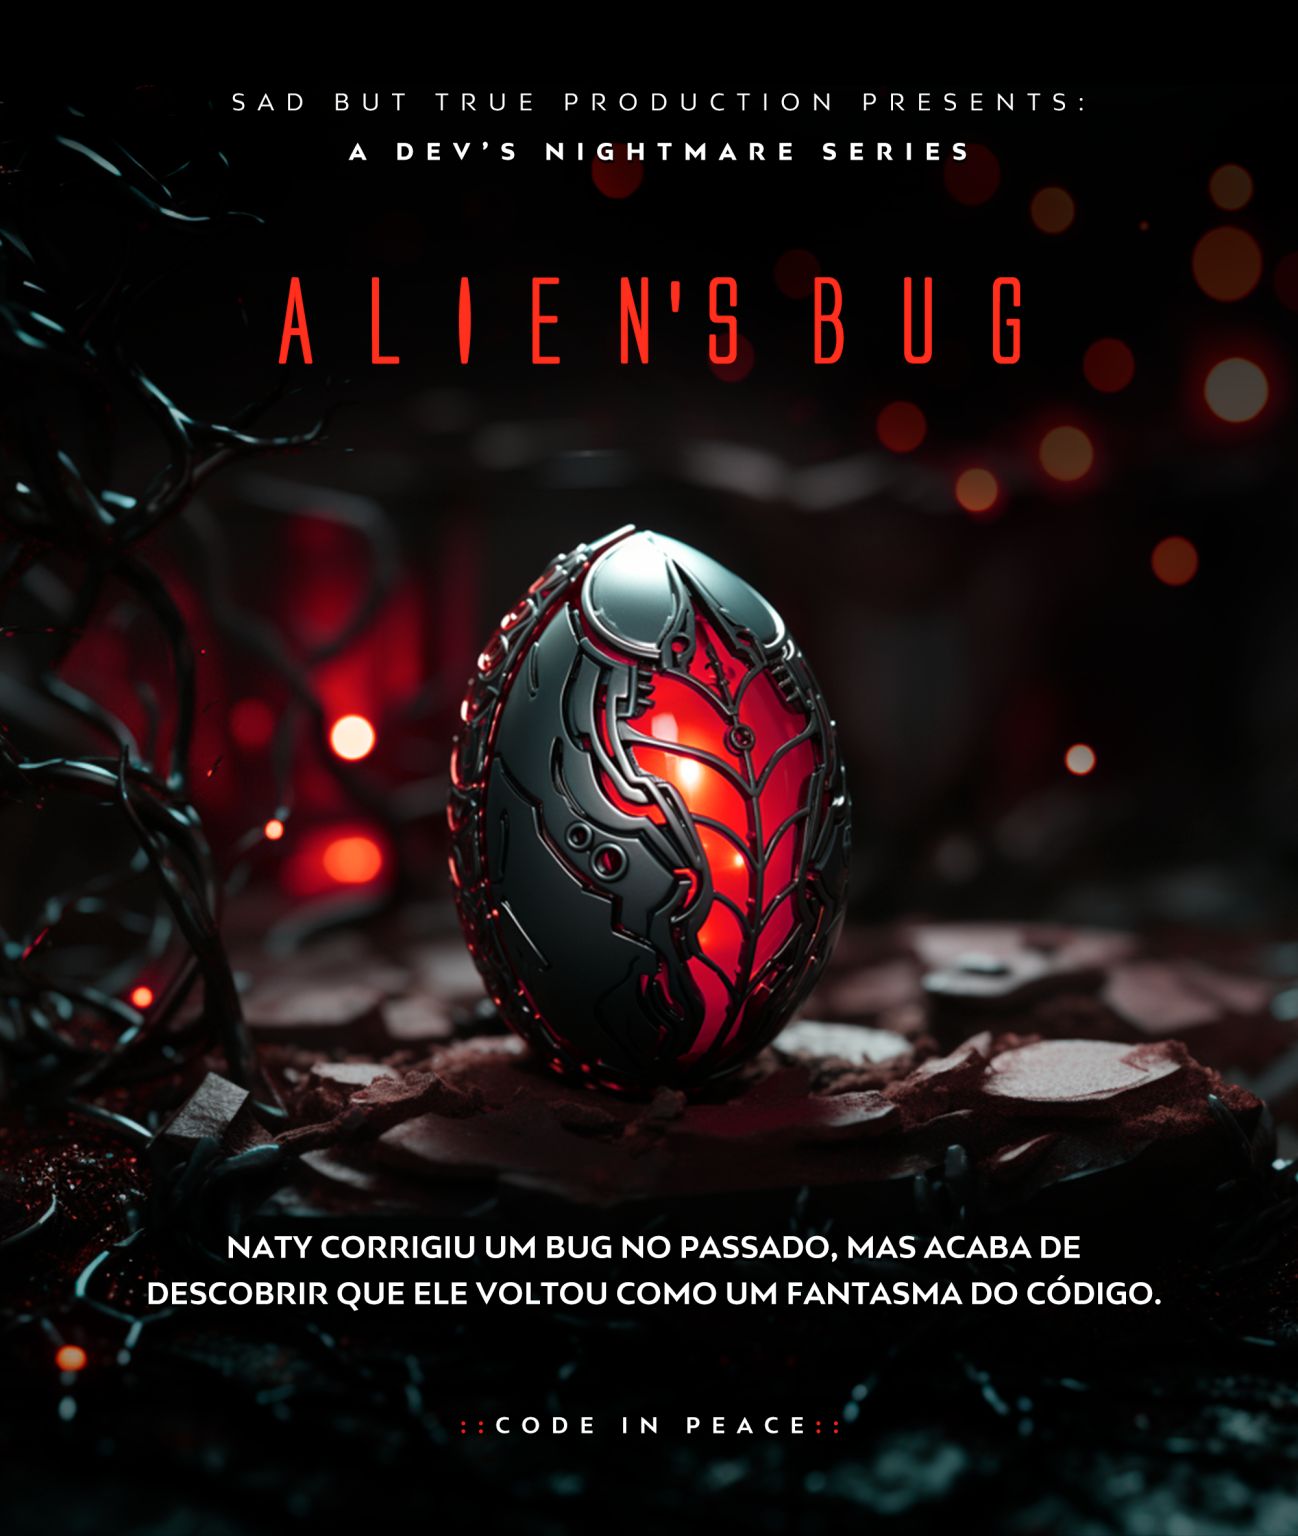 SAD BUT TRUE PRODUCTION PRESENTS:
A DEV'S NIGHTMARE SERIES
ALIEN'S BUG
NATY CORRIGIU UM BUG NO PASSADO, MAS ACABA DE
DESCOBRIR QUE ELE VOLTOU COMO UM FANTASMA DO CÓDIGO.
::CODE IN PEACE::